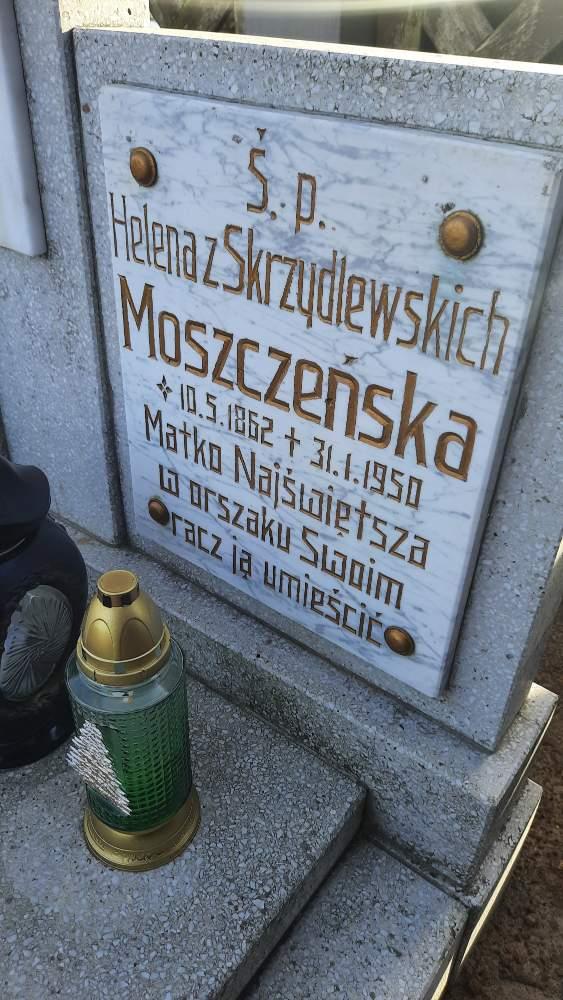 Ś. p.
Helena z Skrzydlewskich
Moszczeńska
10.5.1862 † 31.1.1950
Matko Najświętsza
w orszaku Swoim
racz ją umieścić